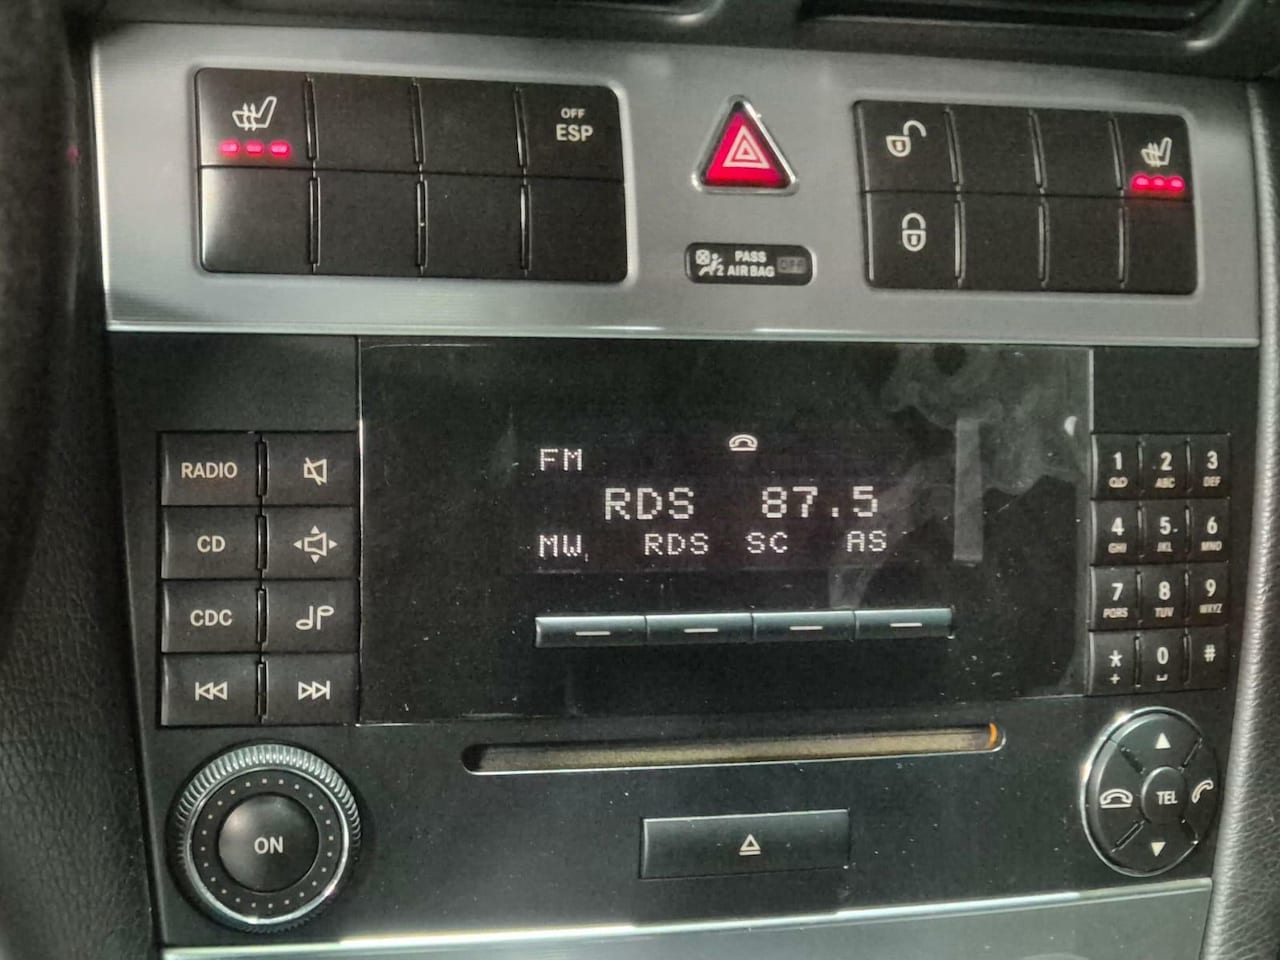 OFF
ESP
PASS
AIR BAG OFF
2
RADIO
CD
CDC
ON
FM
RDS 87.5
MW RDS SC AS
1 2 3
ABC DEF
4 5 6
GHI JKL MNO
7 8 9
PQRS TUV WXYZ
* 0 #
+
TEL